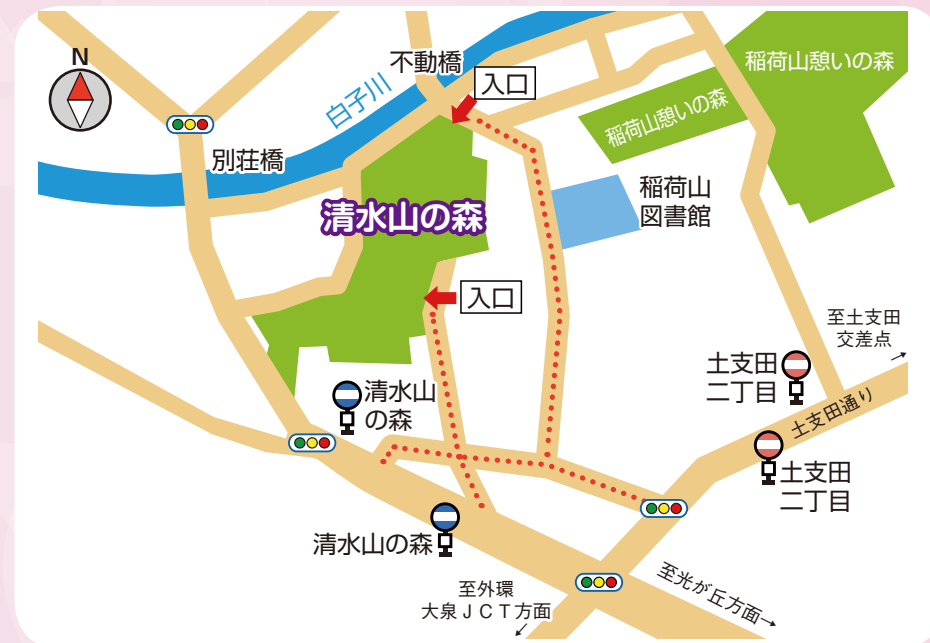 N
不動橋
入口
白子川
稲荷山憩いの森
稲荷山憩いの森
別荘橋
清水山の森
稲荷山
図書館
入口
至土支田
交差点
→
土支田
二丁目
清水山
の森
土支田通り
土支田
二丁目
清水山の森
至外環
大泉ＪＣＴ方面
↙
至光が丘方面→